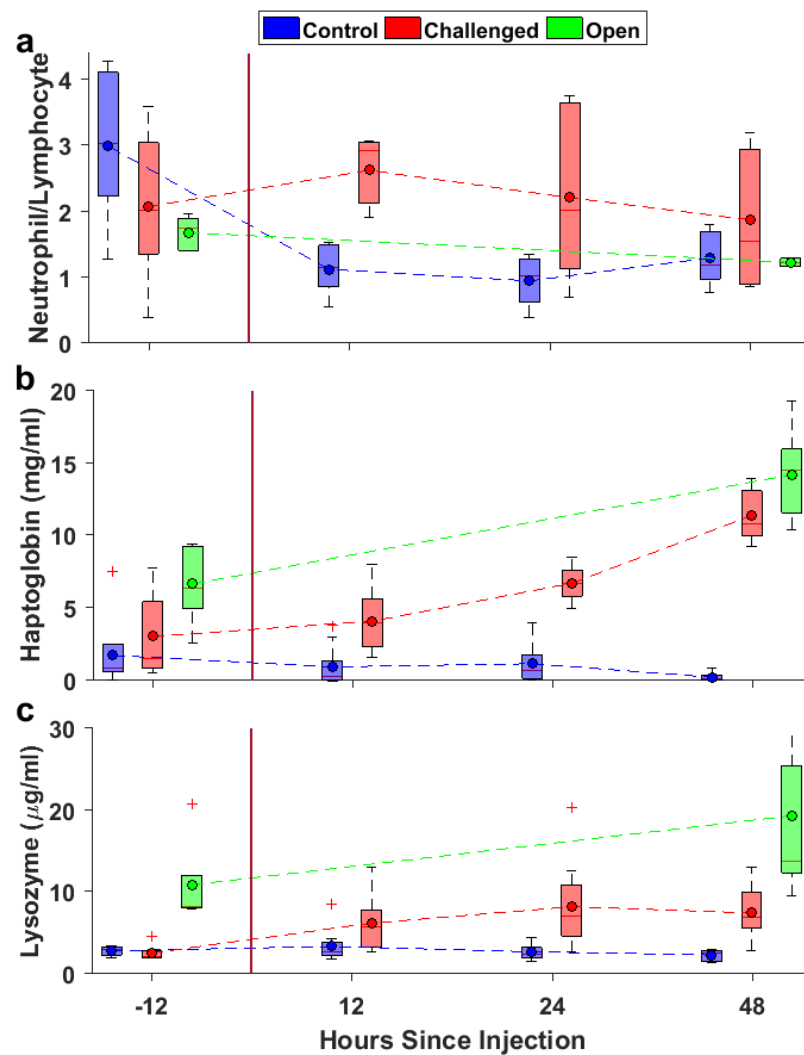 Control Challenged Open
a
Neutrophil/Lymphocyte
4
3
2
1
0
b
Haptoglobin (mg/ml)
20
15
10
5
0
c
Lysozyme (μg/ml)
30
20
10
0
-12 12 24 48
Hours Since Injection